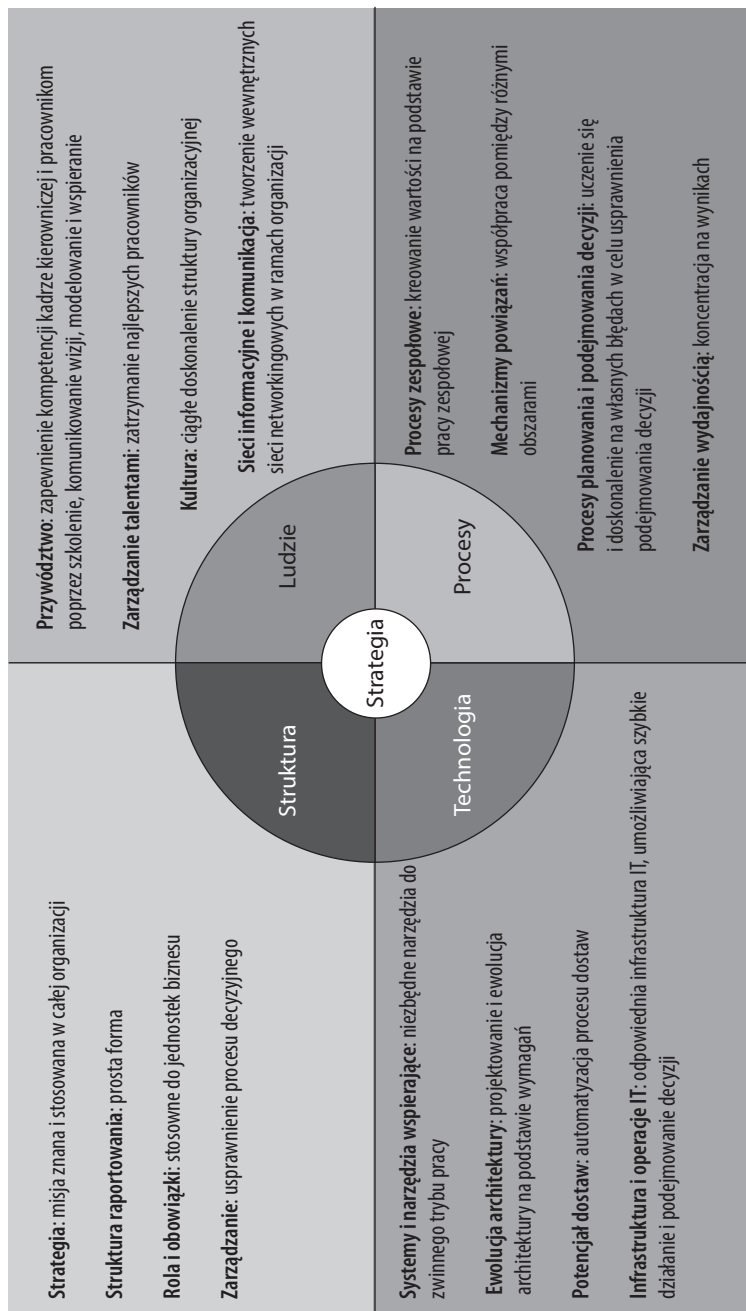 Strategia: misja znana i stosowana w całej organizacji
Struktura raportowania: prosta forma
Rola i obowiązki: stosowne do jednostek biznesu
Zarządzanie: usprawnienie procesu decyzyjnego
Przywództwo: zapewnienie kompetencji kadrze kierowniczej i pracownikom
poprzez szkolenie, komunikowanie wizji, modelowanie i wspieranie
Zarządzanie talentami: zatrzymanie najlepszych pracowników
Kultura: ciągłe doskonalenie struktury organizacyjnej
Sieci informacyjne i komunikacja: tworzenie wewnętrznych
sieci networkingowych w ramach organizacji
Struktura
Ludzie
Strategia
Technologia
Procesy
Systemy i narzędzia wspierające: niezbędne narzędzia do
zwinnego trybu pracy
Ewolucja architektury: projektowanie i ewolucja
architektury na podstawie wymagań
Potencjał dostaw: automatyzacja procesu dostaw
Infrastruktura i operacje IT: odpowiednia infrastruktura IT, umożliwiająca szybkie
działanie i podejmowanie decyzji
Procesy zespołowe: kreowanie wartości na podstawie
pracy zespołowej
Mechanizmy powiązań: współpraca pomiędzy różnymi
obszarami
Procesy planowania i podejmowania decyzji: uczenie się
i doskonalenie na własnych błędach w celu usprawnienia
podejmowania decyzji
Zarządzanie wydajnością: koncentracja na wynikach